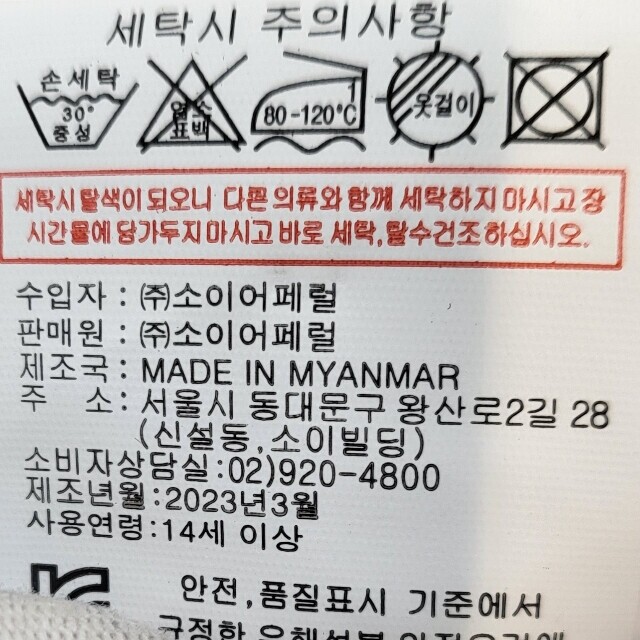 세탁시 주의사항
손세탁
30°
중성
염소
표백
80-120°C
옷걸이
세탁시 탈색이 되오니 다른 의류와 함께 세탁하지 마시고 장
시간 물에 담가두지 마시고 바로 세탁,탈수건조 하십시오.
수입자 : ㈜소이어페럴
판매원 : ㈜소이어페럴
제조국 : MADE IN MYANMAR
주 소 : 서울시 동대문구 왕산로2길 28
(신설동,소이빌딩)
소비자상담실:02)920-4800
제조년월:2023년3월
사용연령:14세 이상
안전,품질표시 기준에서